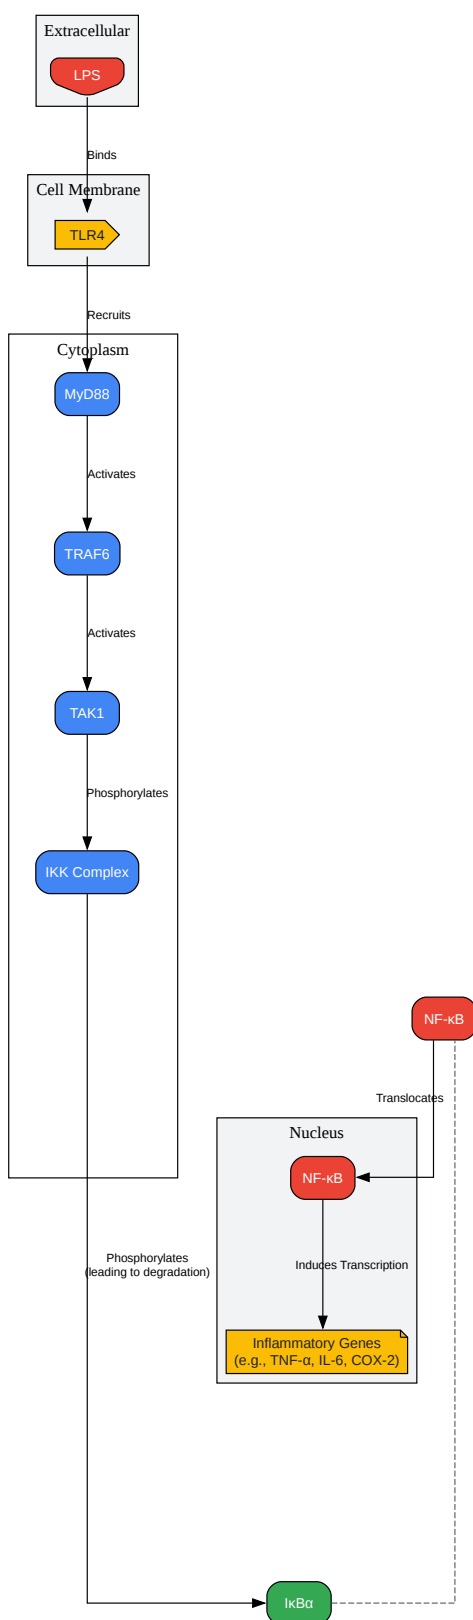 Extracellular
LPS
Binds
Cell Membrane
TLR4
Recruits
Cytoplasm
MyD88
Activates
TRAF6
Activates
TAK1
Phosphorylates
IKK Complex
NF-κB
Translocates
Nucleus
NF-κB
Phosphorylates
(leading to degradation)
Induces Transcription
Inflammatory Genes
(e.g., TNF-α, IL-6, COX-2)
IκBα